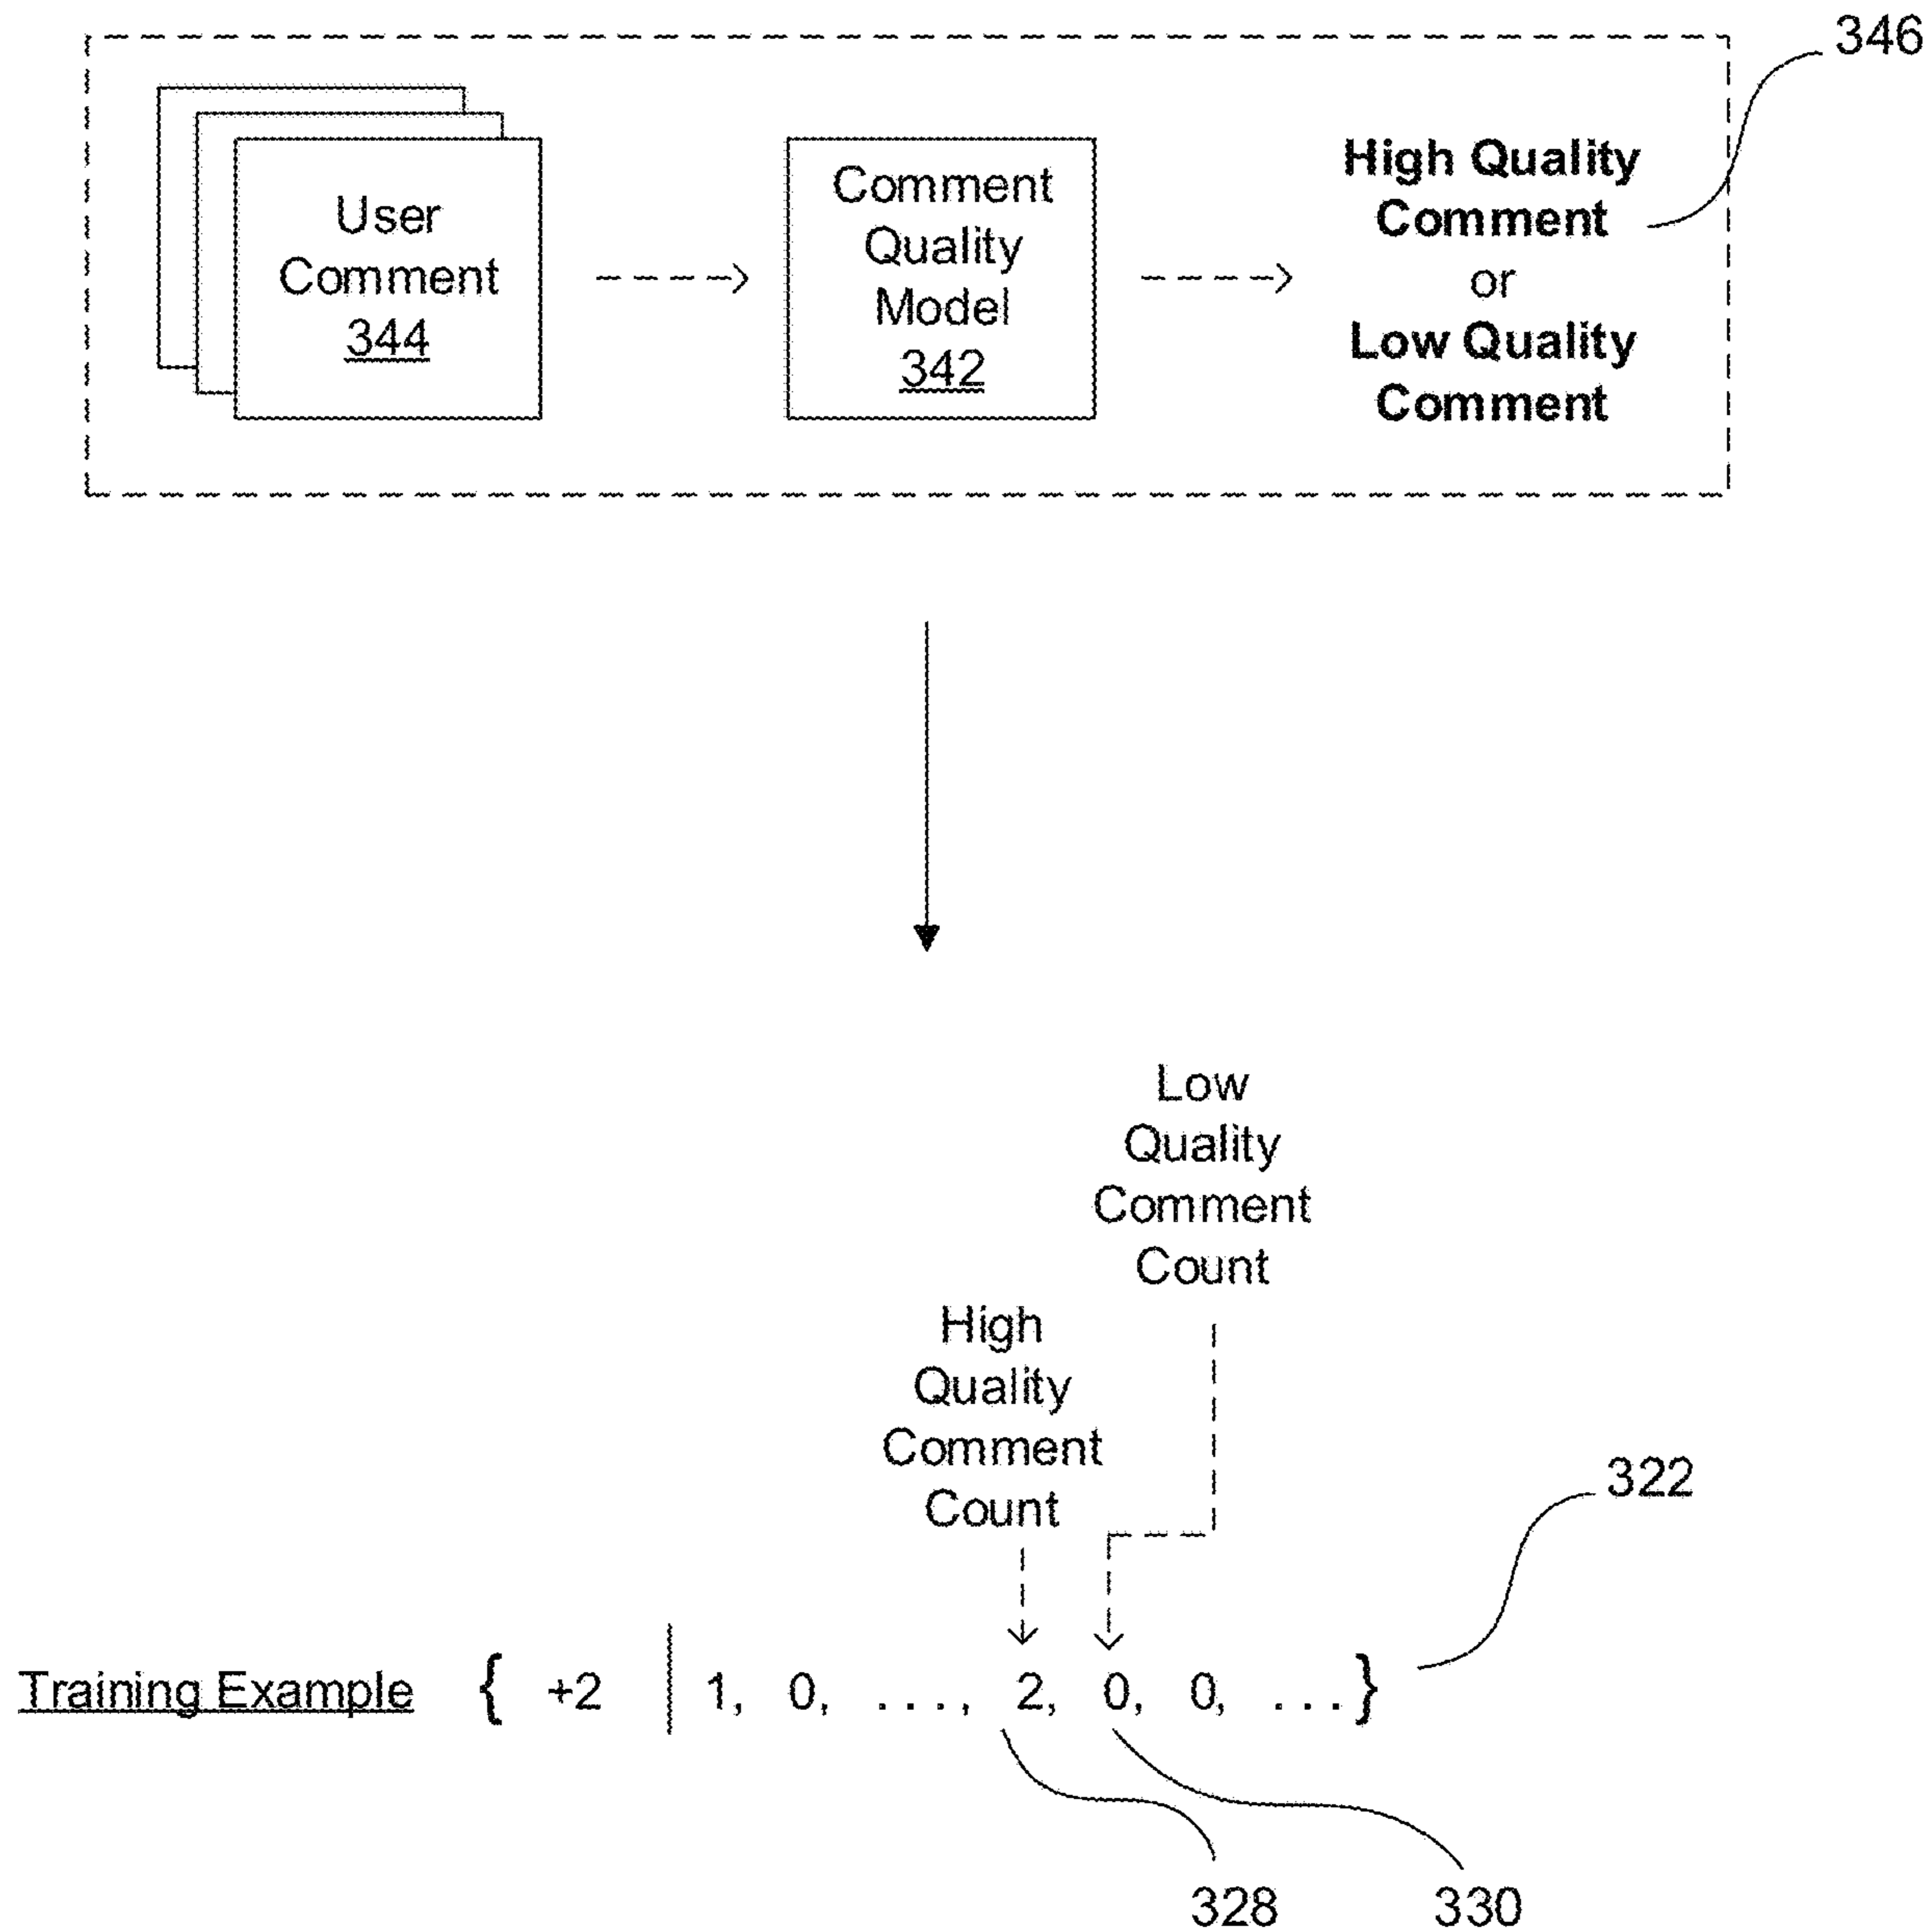 346
User
Comment
344
Comment
Quality
Model
342
High Quality
Comment
or
Low Quality
Comment
Low
Quality
Comment
Count
High
Quality
Comment
Count
322
Training Example { +2 | 1, 0, ...., 2, 0, 0, ...}
328 330